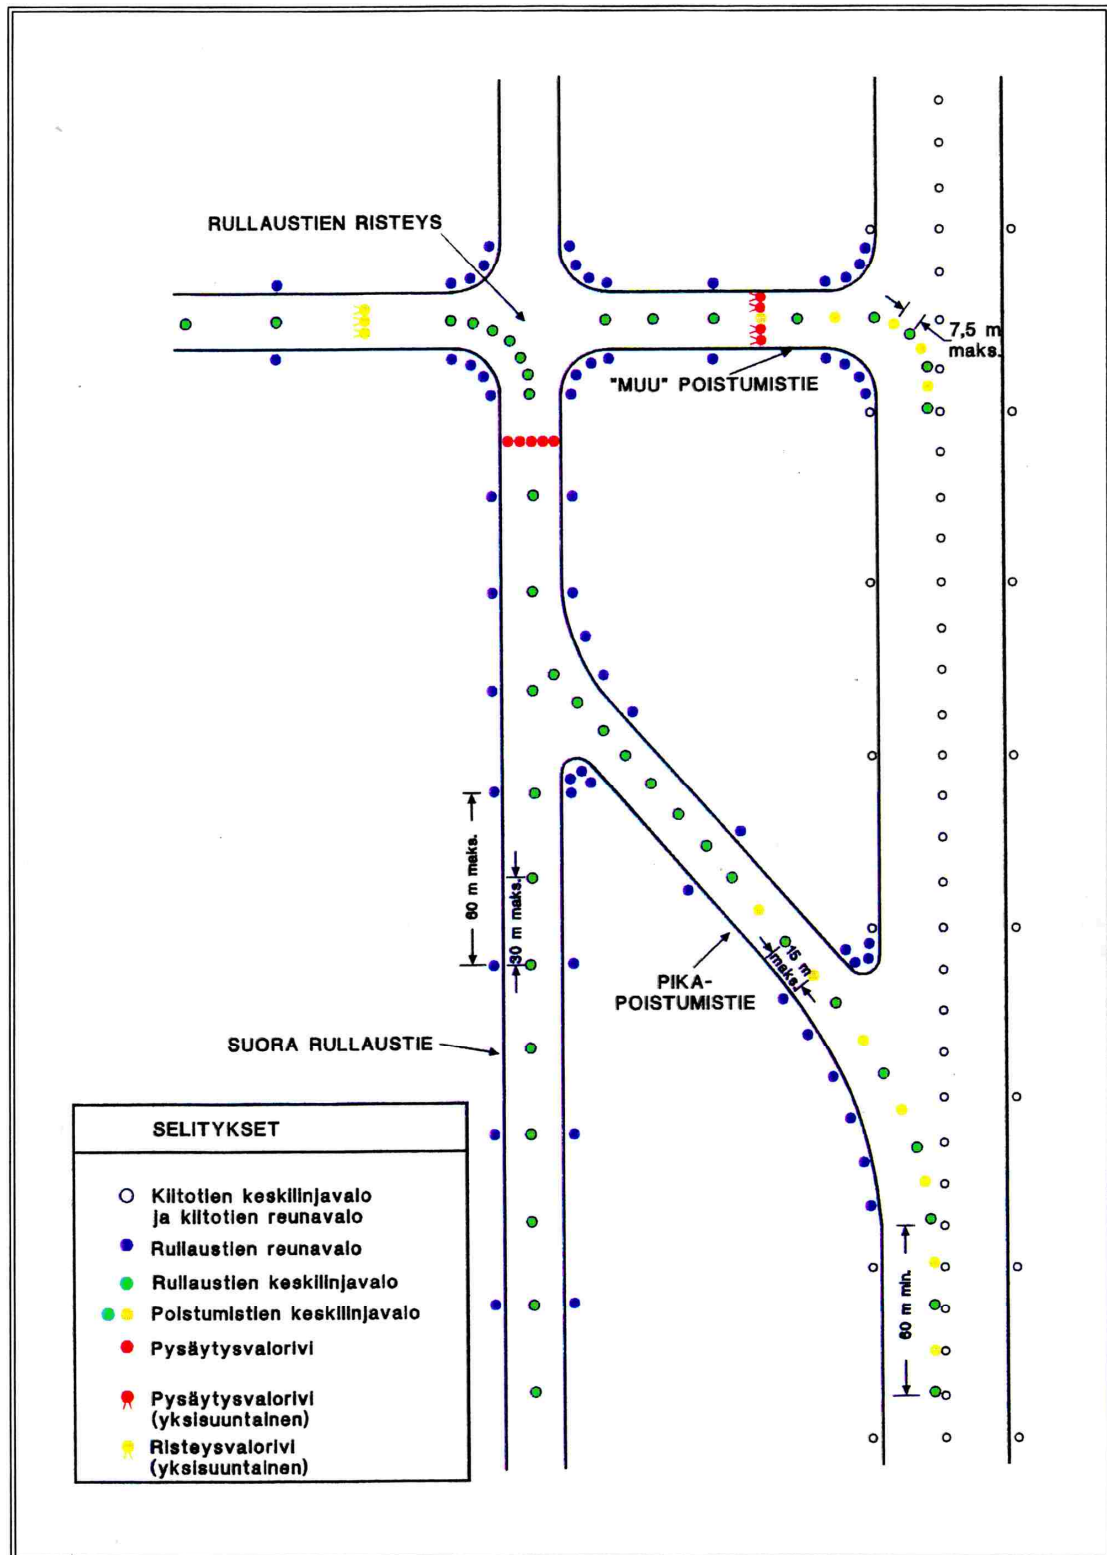 RULLAUSTIEN RISTEYS
7,5 m
maks.
"MUU" POISTUMISTIE
60 m maks.
30 m maks.
15 m
maks.
PIKA-
POISTUMISTIE
SUORA RULLAUSTIE
60 m min.
SELITYKSET
Kiitotien keskilinjavalo
ja kiitotien reunavalo
Rullaustien reunavalo
Rullaustien keskilinjavalo
Poistumistien keskilinjavalo
Pysäytysvalorivi
Pysäytysvalorivi
(yksisuuntainen)
Risteysvalorivi
(yksisuuntainen)